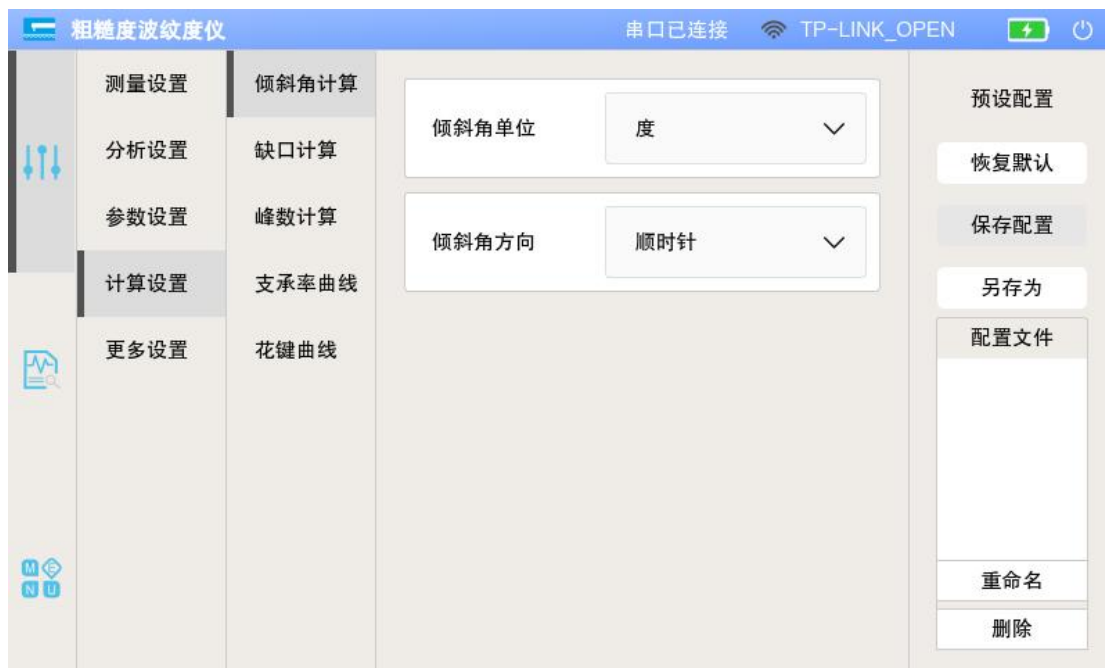 粗糙度波纹度仪
串口已连接 TP-LINK_OPEN
测量设置
分析设置
参数设置
计算设置
更多设置
倾斜角计算
缺口计算
峰数计算
支承率曲线
花键曲线
倾斜角单位 度
倾斜角方向 顺时针
预设配置
恢复默认
保存配置
另存为
配置文件
重命名
删除
M E
N U